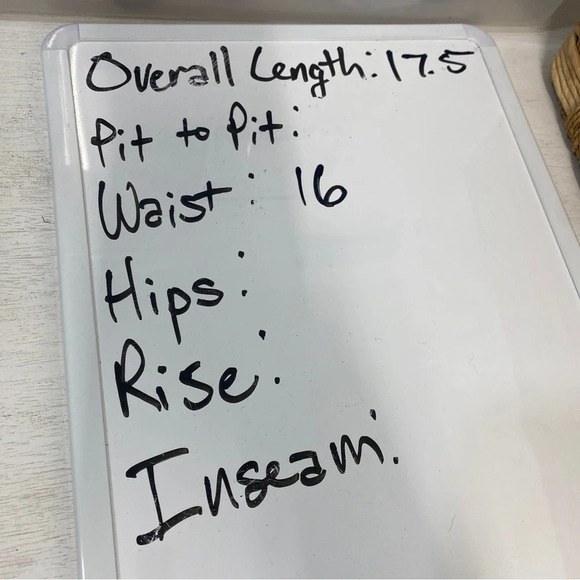 Overall Length: 17.5
Pit to Pit:
Waist: 16
Hips:
Rise:
Inseam: